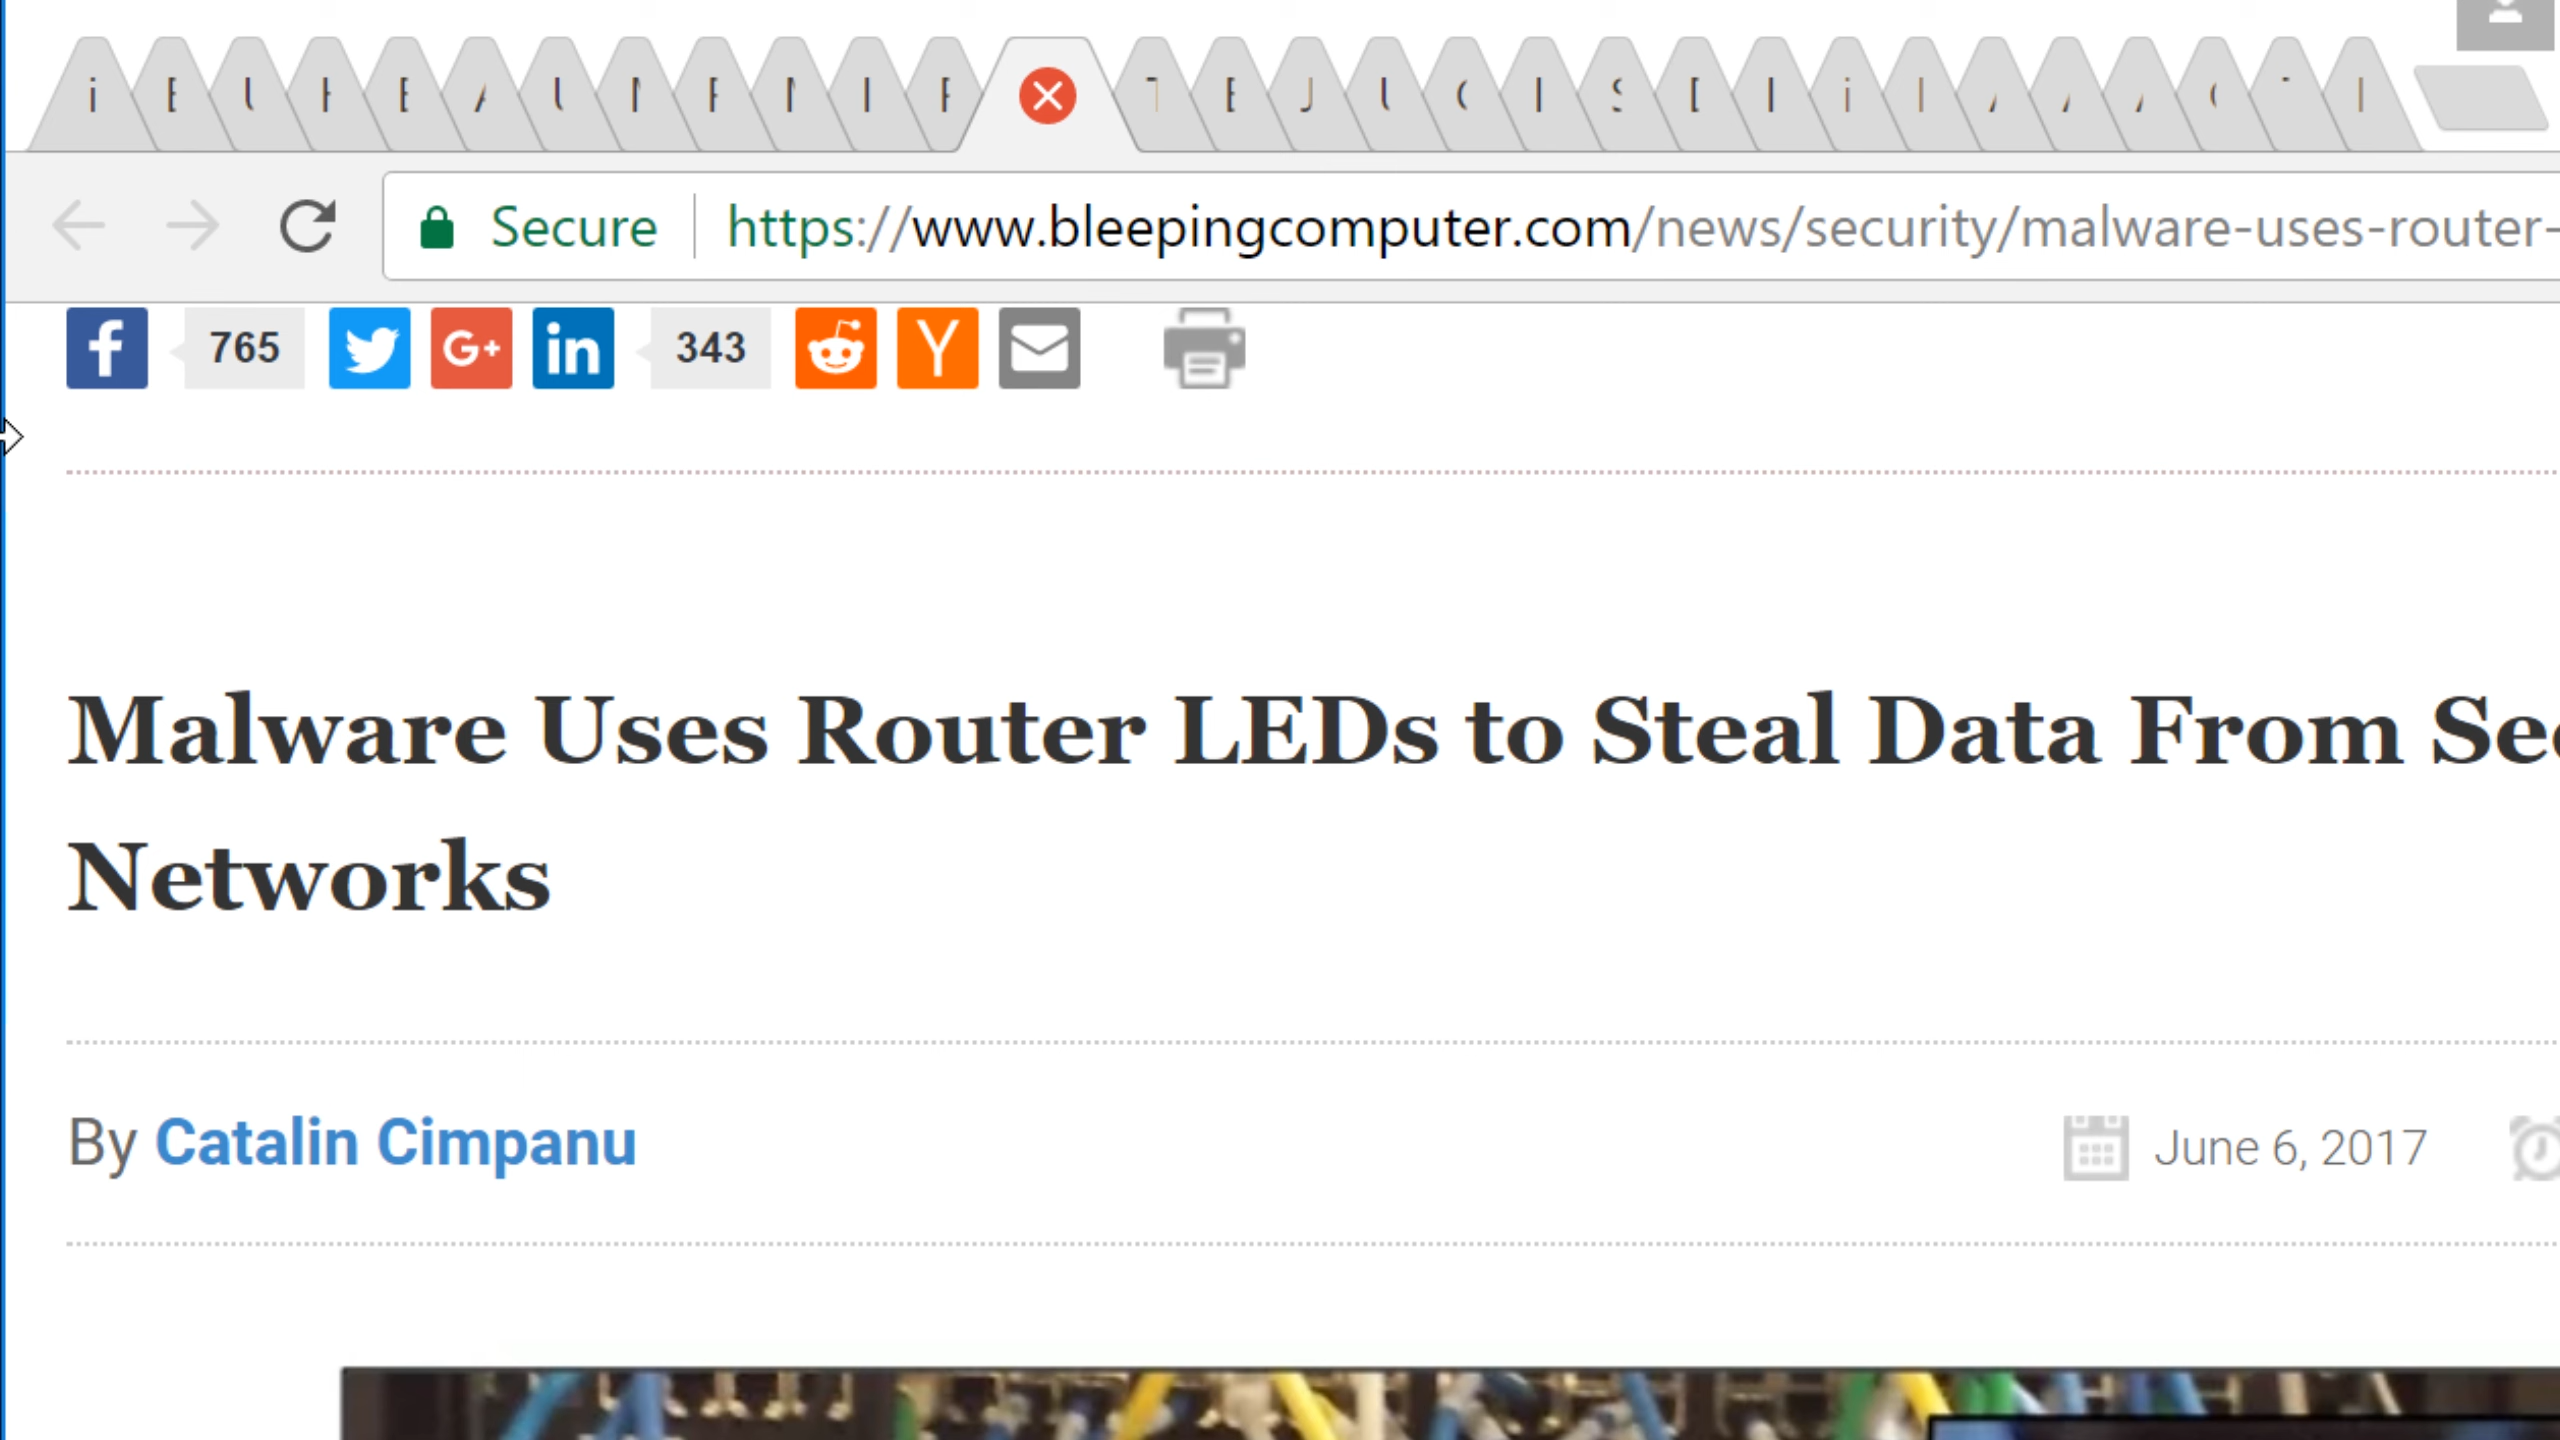 Secure https://www.bleepingcomputer.com/news/security/malware-uses-router-
765 343
Malware Uses Router LEDs to Steal Data From Sec
Networks
By Catalin Cimpanu June 6, 2017